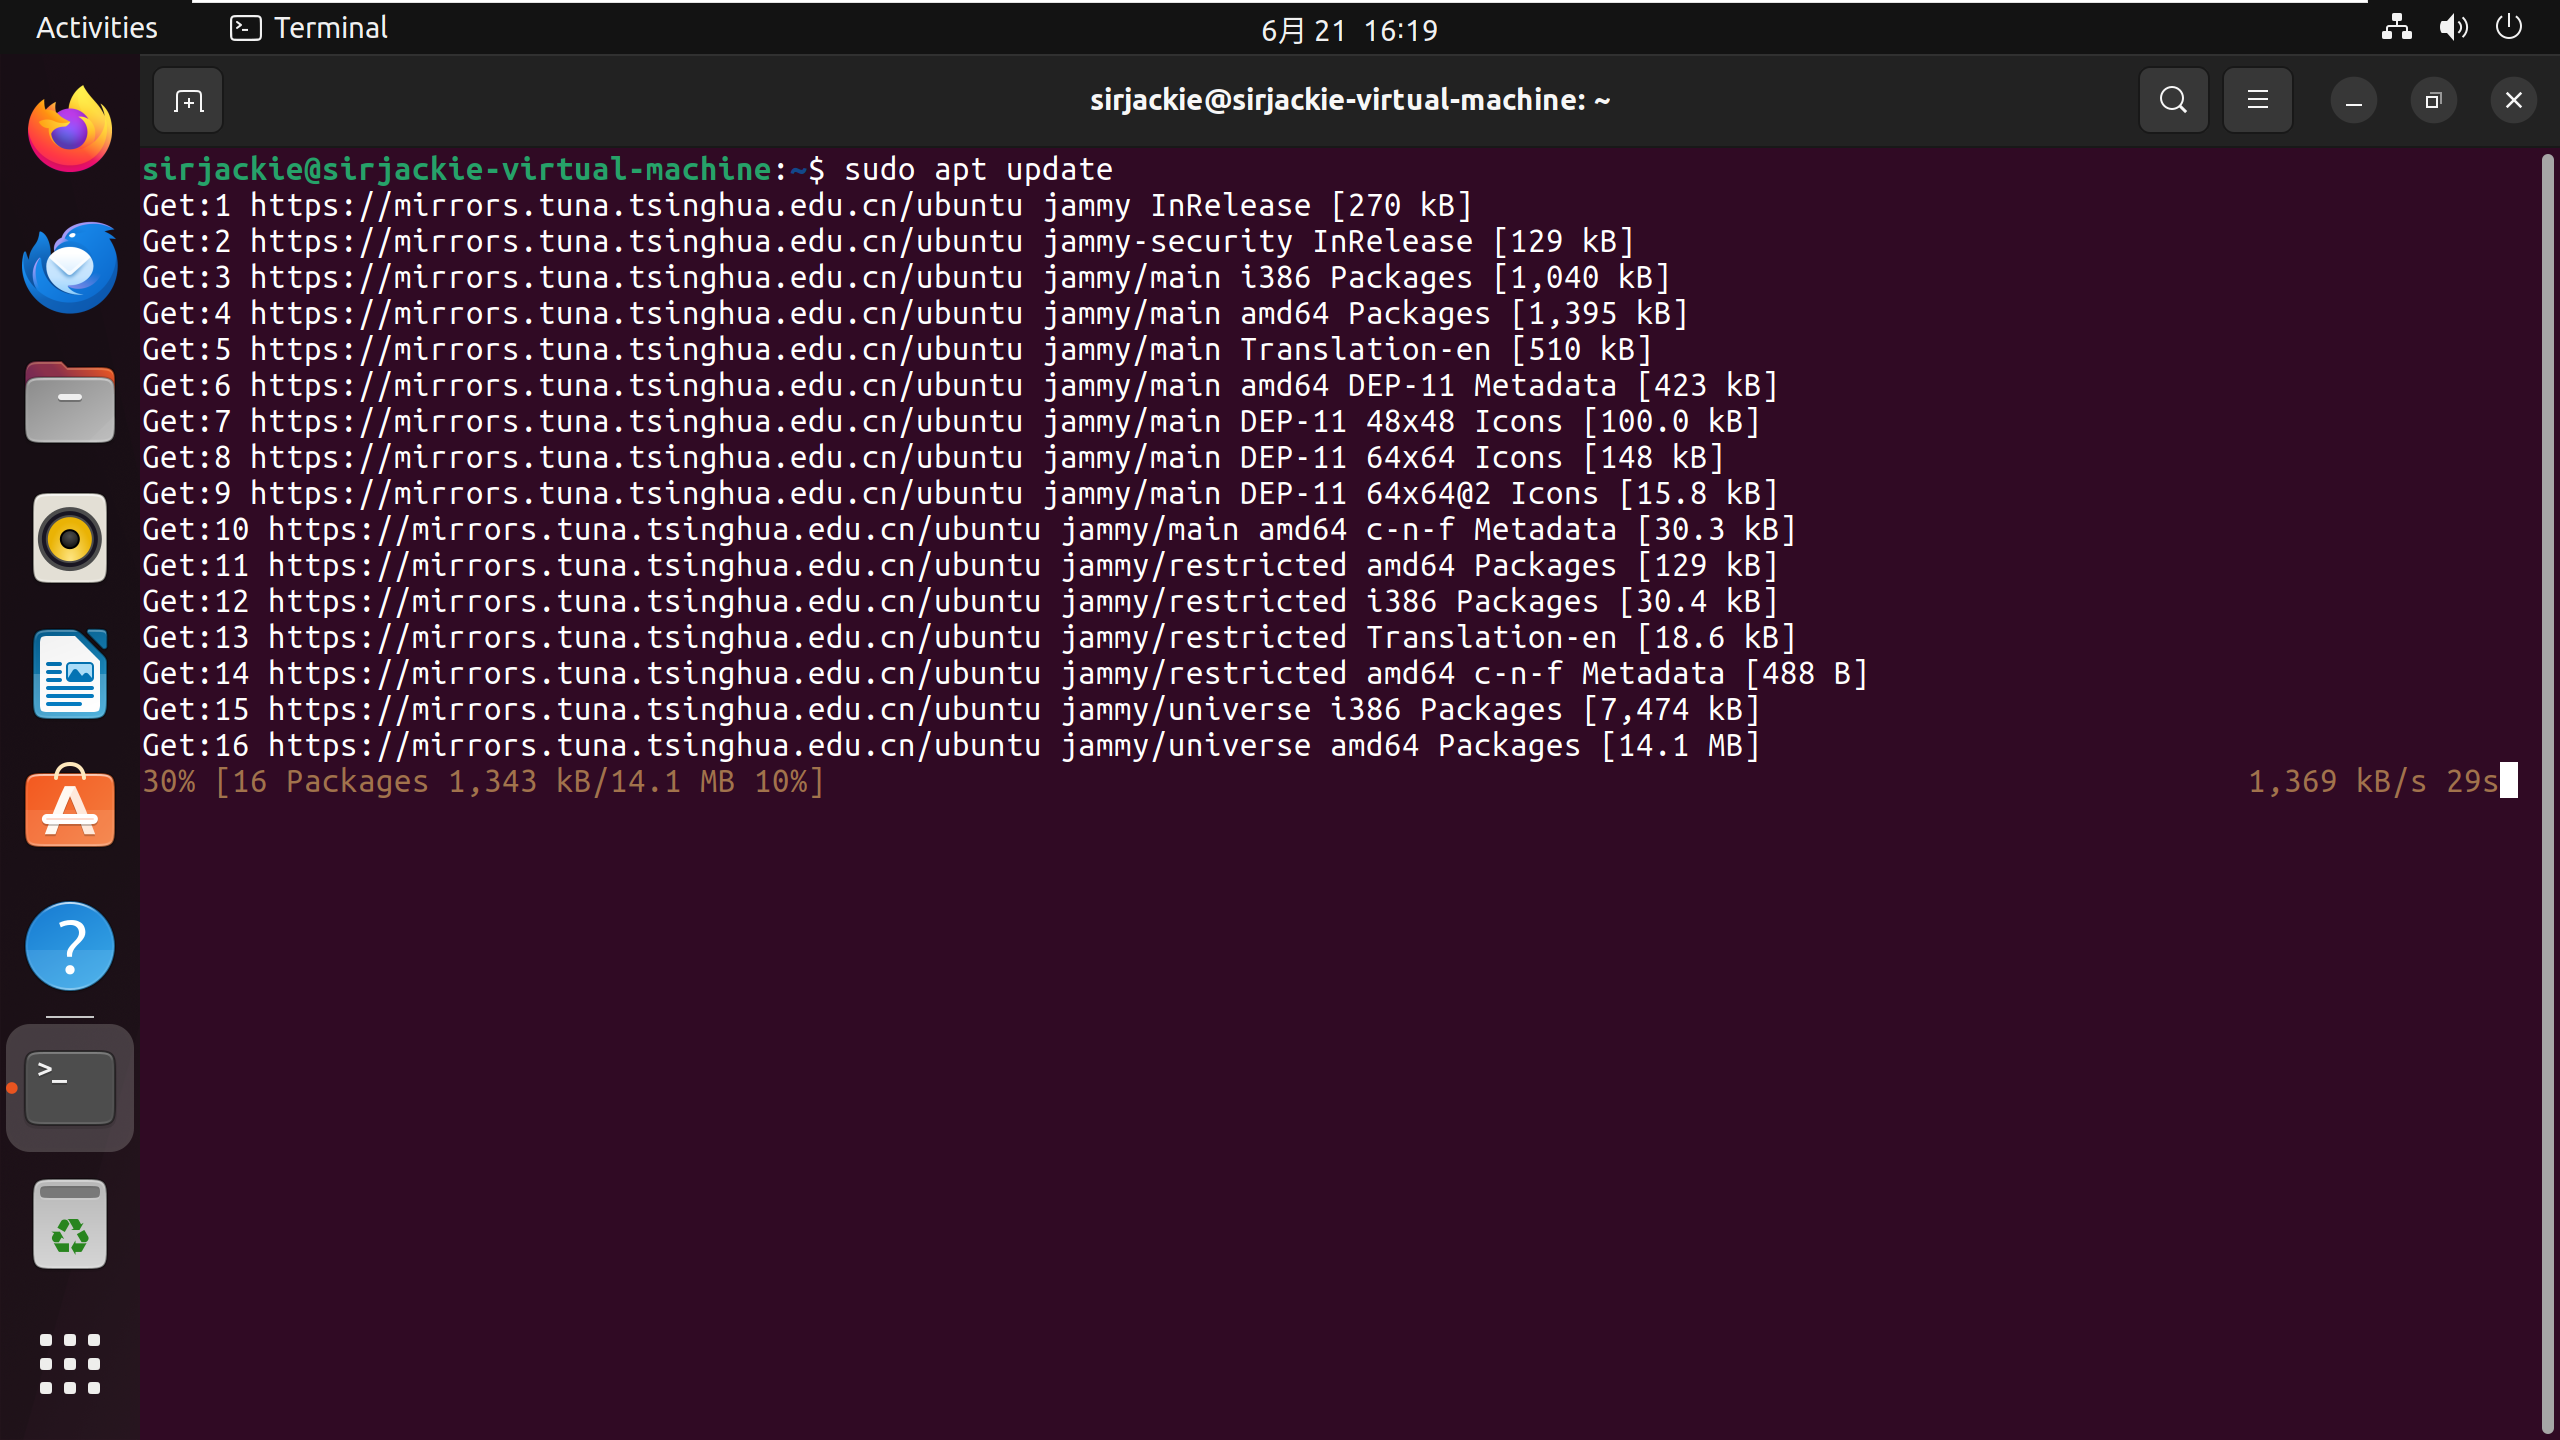 Activities Terminal 6月 21 16:19
sirjackie@sirjackie-virtual-machine: ~
sirjackie@sirjackie-virtual-machine:~$ sudo apt update
Get:1 https://mirrors.tuna.tsinghua.edu.cn/ubuntu jammy InRelease [270 kB]
Get:2 https://mirrors.tuna.tsinghua.edu.cn/ubuntu jammy-security InRelease [129 kB]
Get:3 https://mirrors.tuna.tsinghua.edu.cn/ubuntu jammy/main i386 Packages [1,040 kB]
Get:4 https://mirrors.tuna.tsinghua.edu.cn/ubuntu jammy/main amd64 Packages [1,395 kB]
Get:5 https://mirrors.tuna.tsinghua.edu.cn/ubuntu jammy/main Translation-en [510 kB]
Get:6 https://mirrors.tuna.tsinghua.edu.cn/ubuntu jammy/main amd64 DEP-11 Metadata [423 kB]
Get:7 https://mirrors.tuna.tsinghua.edu.cn/ubuntu jammy/main DEP-11 48x48 Icons [100.0 kB]
Get:8 https://mirrors.tuna.tsinghua.edu.cn/ubuntu jammy/main DEP-11 64x64 Icons [148 kB]
Get:9 https://mirrors.tuna.tsinghua.edu.cn/ubuntu jammy/main DEP-11 64x64@2 Icons [15.8 kB]
Get:10 https://mirrors.tuna.tsinghua.edu.cn/ubuntu jammy/main amd64 c-n-f Metadata [30.3 kB]
Get:11 https://mirrors.tuna.tsinghua.edu.cn/ubuntu jammy/restricted amd64 Packages [129 kB]
Get:12 https://mirrors.tuna.tsinghua.edu.cn/ubuntu jammy/restricted i386 Packages [30.4 kB]
Get:13 https://mirrors.tuna.tsinghua.edu.cn/ubuntu jammy/restricted Translation-en [18.6 kB]
Get:14 https://mirrors.tuna.tsinghua.edu.cn/ubuntu jammy/restricted amd64 c-n-f Metadata [488 B]
Get:15 https://mirrors.tuna.tsinghua.edu.cn/ubuntu jammy/universe i386 Packages [7,474 kB]
Get:16 https://mirrors.tuna.tsinghua.edu.cn/ubuntu jammy/universe amd64 Packages [14.1 MB]
30% [16 Packages 1,343 kB/14.1 MB 10%] 1,369 kB/s 29s